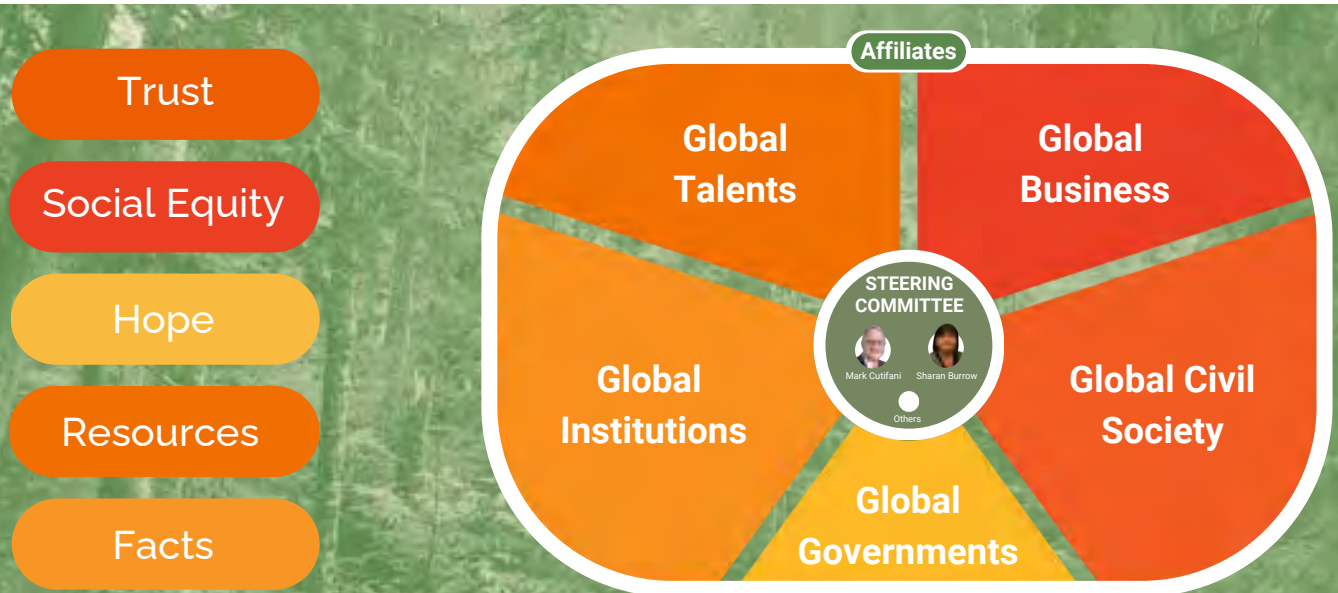 Trust
Social Equity
Hope
Resources
Facts
Affiliates
Global
Talents
Global
Business
STEERING
COMMITTEE
Mark Cutifani
Sharan Burrow
Others
Global
Institutions
Global Civil
Society
Global
Governments